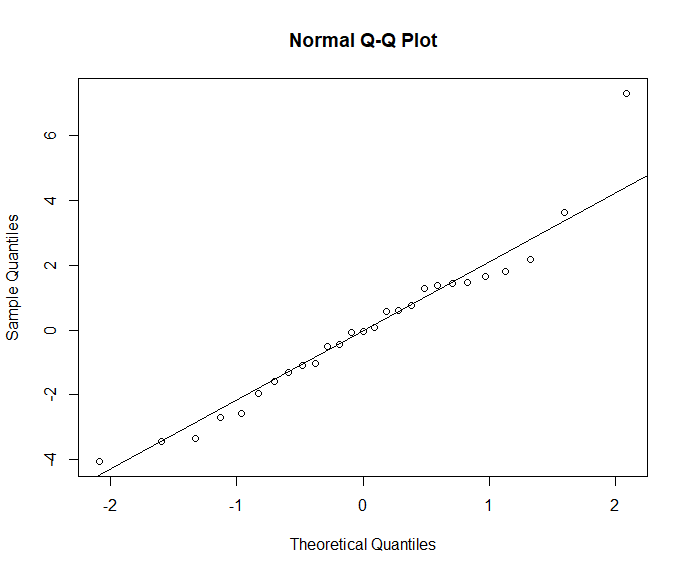 Normal Q-Q Plot
6
4
2
0
-2
-4
Sample Quantiles
-2 -1 0 1 2
Theoretical Quantiles